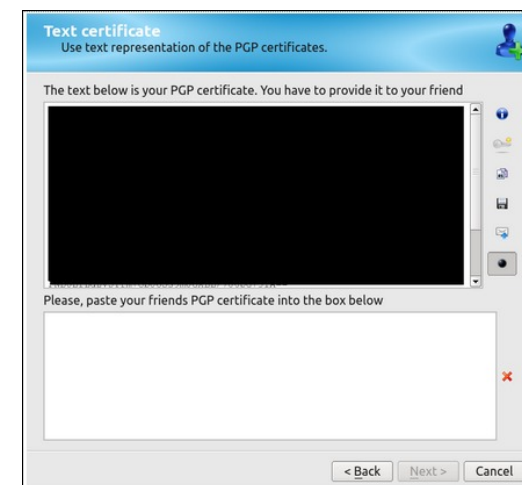 Text certificate
Use text representation of the PGP certificates.
The text below is your PGP certificate. You have to provide it to your friend
Please, paste your friends PGP certificate into the box below
< Back
Next >
Cancel